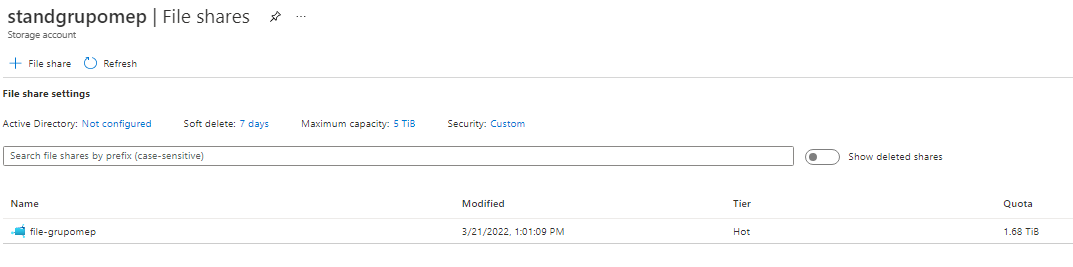 standgrupomep | File shares
Storage account
File share Refresh
File share settings
Active Directory: Not configured Soft delete: 7 days Maximum capacity: 5 TiB Security: Custom
Search file shares by prefix (case-sensitive) Show deleted shares
Name Modified Tier Quota
file-grupomep 3/21/2022, 1:01:09 PM Hot 1.68 TiB